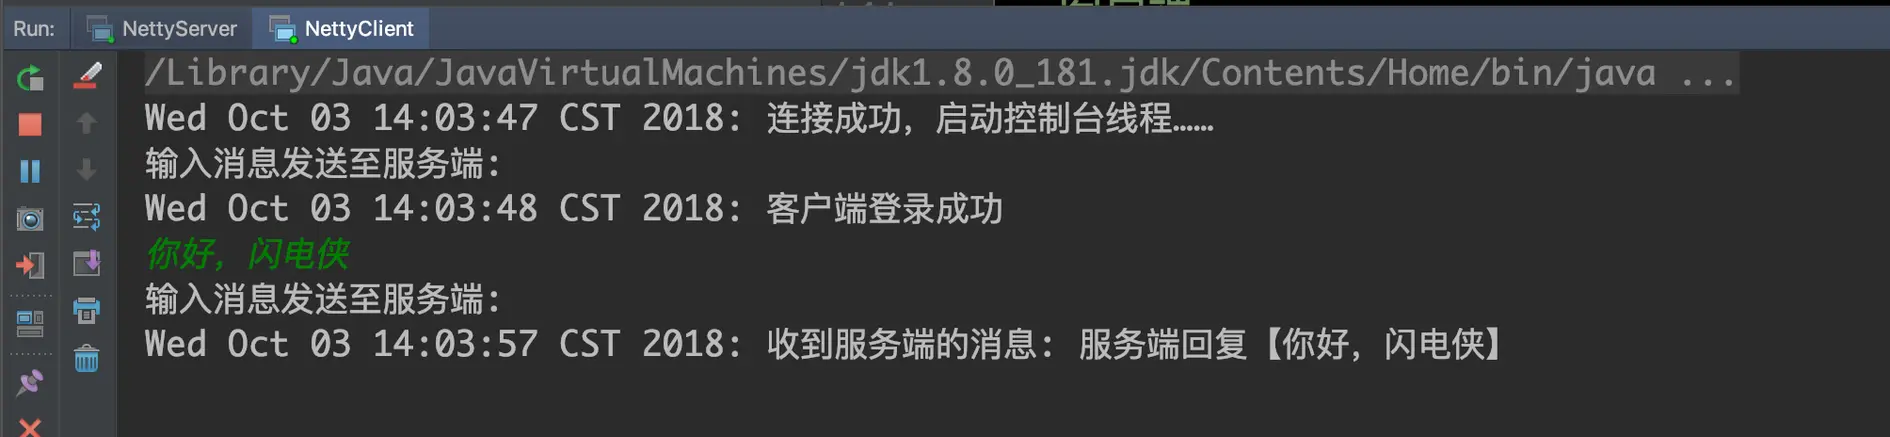 Run: NettyServer NettyClient
/Library/Java/JavaVirtualMachines/jdk1.8.0_181.jdk/Contents/Home/bin/java ...
Wed Oct 03 14:03:47 CST 2018: 连接成功，启动控制台线程……
输入消息发送至服务端:
Wed Oct 03 14:03:48 CST 2018: 客户端登录成功
你好，闪电侠
输入消息发送至服务端:
Wed Oct 03 14:03:57 CST 2018: 收到服务端的消息: 服务端回复【你好，闪电侠】